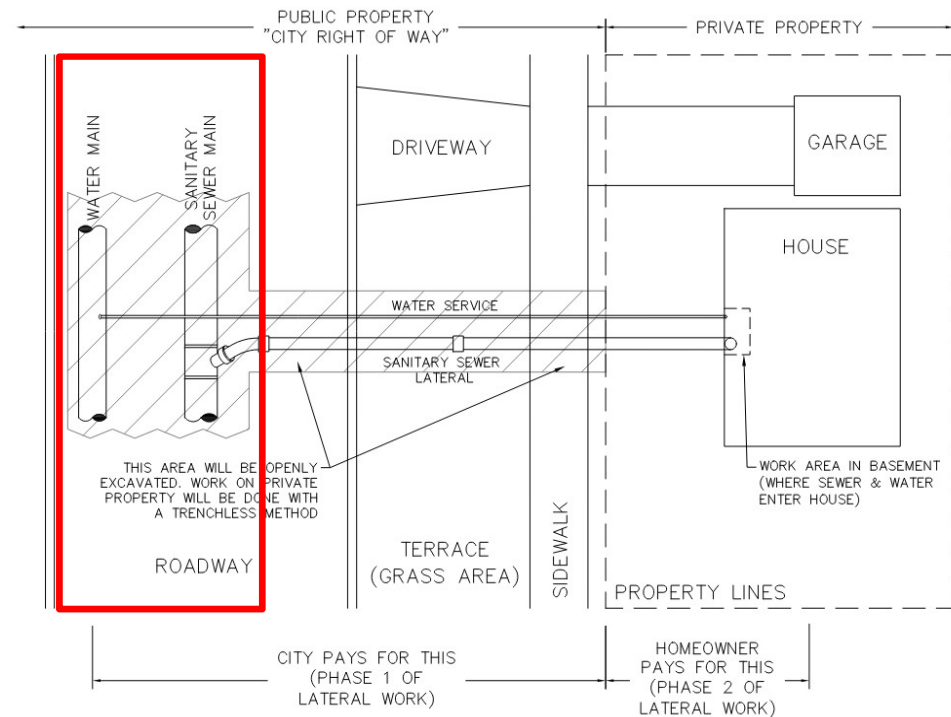 PUBLIC PROPERTY
"CITY RIGHT OF WAY"
PRIVATE PROPERTY
WATER MAIN
SANITARY
SEWER MAIN
DRIVEWAY
GARAGE
HOUSE
WATER SERVICE
SANITARY SEWER
LATERAL
THIS AREA WILL BE OPENLY
EXCAVATED. WORK ON PRIVATE
PROPERTY WILL BE DONE WITH
A TRENCHLESS METHOD
WORK AREA IN BASEMENT
(WHERE SEWER & WATER
ENTER HOUSE)
ROADWAY
TERRACE
(GRASS AREA)
SIDEWALK
PROPERTY LINES
CITY PAYS FOR THIS
(PHASE 1 OF
LATERAL WORK)
HOMEOWNER
PAYS FOR THIS
(PHASE 2 OF
LATERAL WORK)